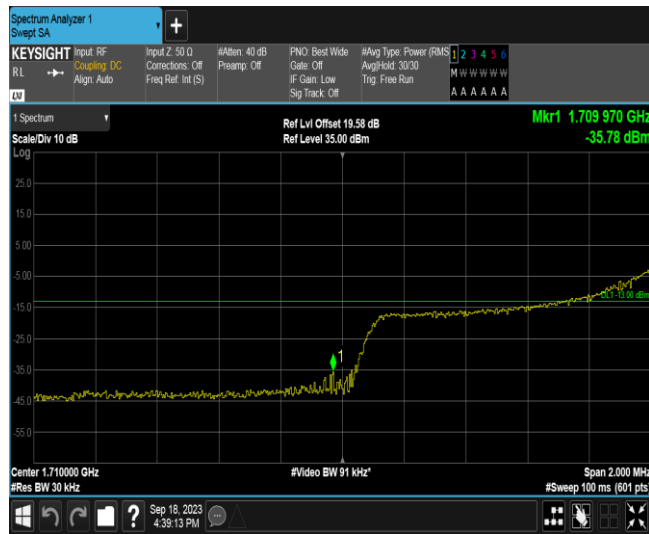 Spectrum Analyzer 1
Swept SA
+
KEYSIGHT Input: RF Input Z: 50 Ω #Atten: 40 dB PNO: Best Wide #Avg Type: Power (RMS 1 2 3 4 5 6
RL Coupling: DC Corrections: Off Preamp: Off Gate: Off Avg|Hold: 30/30 M W W W W W
Align: Auto Freq Ref: Int (S) IF Gain: Low Trig: Free Run
LXI Sig Track: Off A A A A A A
1 Spectrum Ref Lvl Offset 19.58 dB Mkr1 1.709 970 GHz
Scale/Div 10 dB Ref Level 35.00 dBm -35.78 dBm
Log
25.0
15.0
5.00
-5.00
DL1 -13.00 dBm
-15.0
-25.0
1
-35.0
-45.0
-55.0
Center 1.710000 GHz #Video BW 91 kHz* Span 2.000 MHz
#Res BW 30 kHz #Sweep 100 ms (601 pts
? Sep 18, 2023
4:39:13 PM